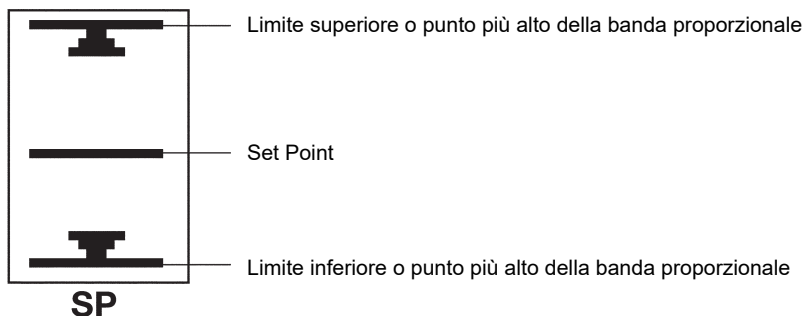 Limite superiore o punto più alto della banda proporzionale
Set Point
Limite inferiore o punto più alto della banda proporzionale
SP